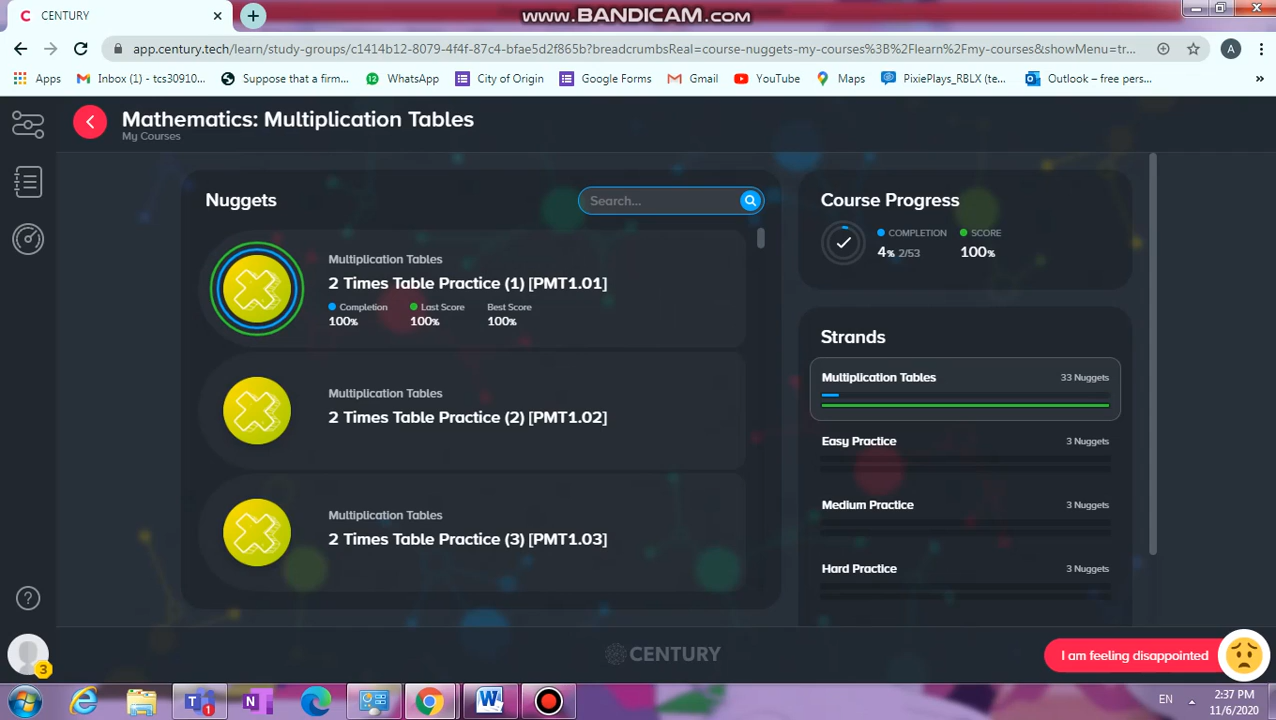 CENTURY
www.BANDICAM.com
app.century.tech/learn/study-groups/c1414b12-8079-4f4f-87c4-bfae5d2f865b?breadcrumbsReal=course-nuggets-my-courses%3B%2Flearn%2Fmy-courses&showMenu=tr...
A
Apps
Inbox (1) - tcs30910...
Suppose that a firm...
WhatsApp
City of Origin
Google Forms
Gmail
YouTube
Maps
PixiePlays_RBLX (te...
Outlook – free pers...
»
Mathematics: Multiplication Tables
My Courses
Nuggets
Search...
Multiplication Tables
2 Times Table Practice (1) [PMT1.01]
Completion Last Score Best Score
100% 100% 100%
Multiplication Tables
2 Times Table Practice (2) [PMT1.02]
Multiplication Tables
2 Times Table Practice (3) [PMT1.03]
Course Progress
COMPLETION SCORE
4% 2/53 100%
Strands
Multiplication Tables 33 Nuggets
Easy Practice 3 Nuggets
Medium Practice 3 Nuggets
Hard Practice 3 Nuggets
?
3
CENTURY
I am feeling disappointed
1
EN
2:37 PM
11/6/2020